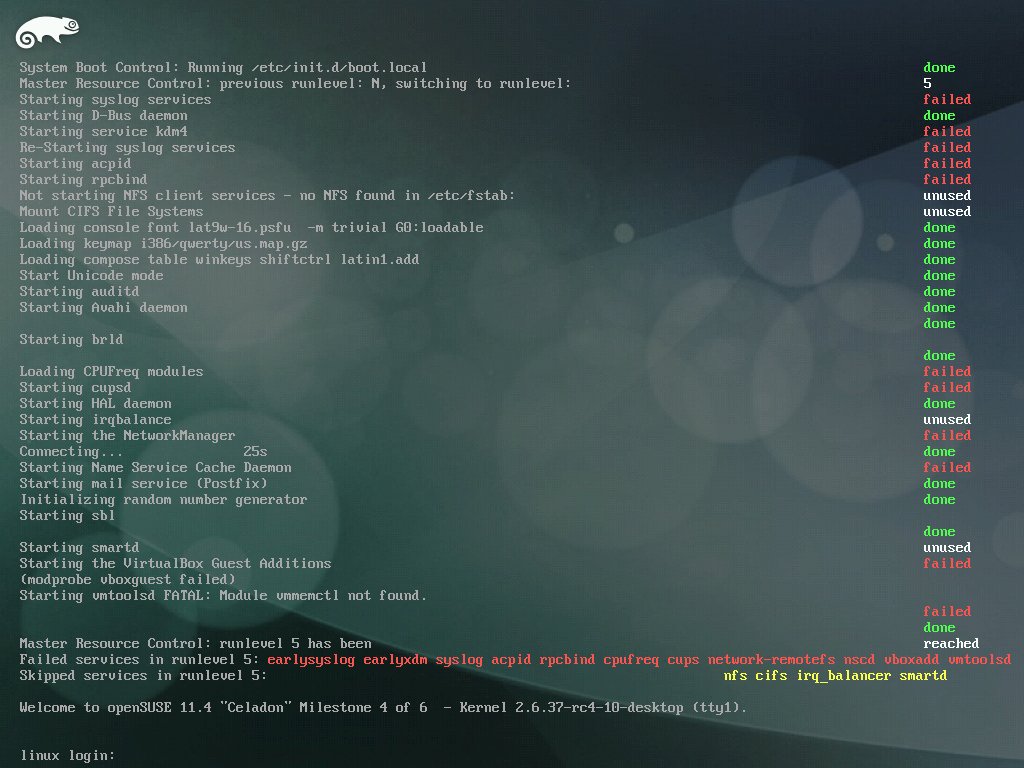 System Boot Control: Running /etc/init.d/boot.local done
Master Resource Control: previous runlevel: N, switching to runlevel: 5
Starting syslog services failed
Starting D-Bus daemon done
Starting service kdm4 failed
Re-Starting syslog services failed
Starting acpid failed
Starting rpcbind failed
Not starting NFS client services - no NFS found in /etc/fstab: unused
Mount CIFS File Systems unused
Loading console font lat9w-16.psfu  -m trivial G0:loadable done
Loading keymap i386/qwerty/us.map.gz done
Loading compose table winkeys shiftctrl latin1.add done
Start Unicode mode done
Starting auditd done
Starting Avahi daemon done
done
Starting brld
done
Loading CPUFreq modules failed
Starting cupsd failed
Starting HAL daemon done
Starting irqbalance unused
Starting the NetworkManager failed
Connecting... 25s done
Starting Name Service Cache Daemon failed
Starting mail service (Postfix) done
Initializing random number generator done
Starting sbl
done
Starting smartd unused
Starting the VirtualBox Guest Additions failed
(modprobe vboxguest failed)
Starting vmtoolsd FATAL: Module vmmemctl not found.
failed
done
Master Resource Control: runlevel 5 has been reached
Failed services in runlevel 5: earlysyslog earlyxdm syslog acpid rpcbind cpufreq cups network-remotefs nscd vboxadd vmtoolsd
Skipped services in runlevel 5: nfs cifs irq_balancer smartd
Welcome to openSUSE 11.4 "Celadon" Milestone 4 of 6  - Kernel 2.6.37-rc4-10-desktop (tty1).
linux login: